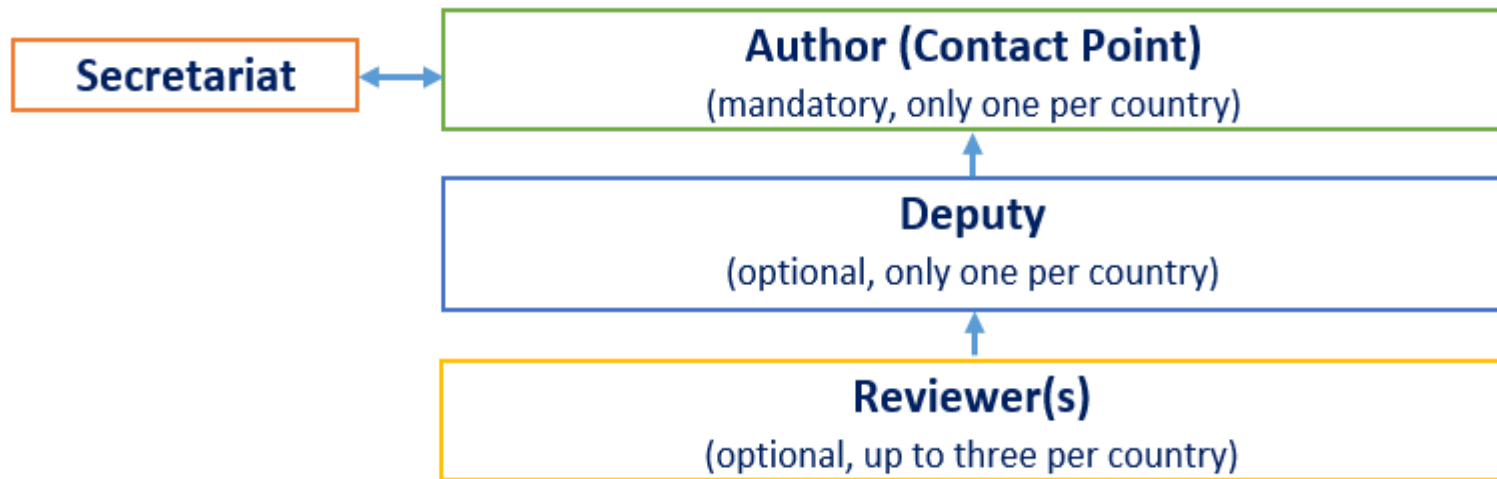 Secretariat
Author (Contact Point)
(mandatory, only one per country)
Deputy
(optional, only one per country)
Reviewer(s)
(optional, up to three per country)